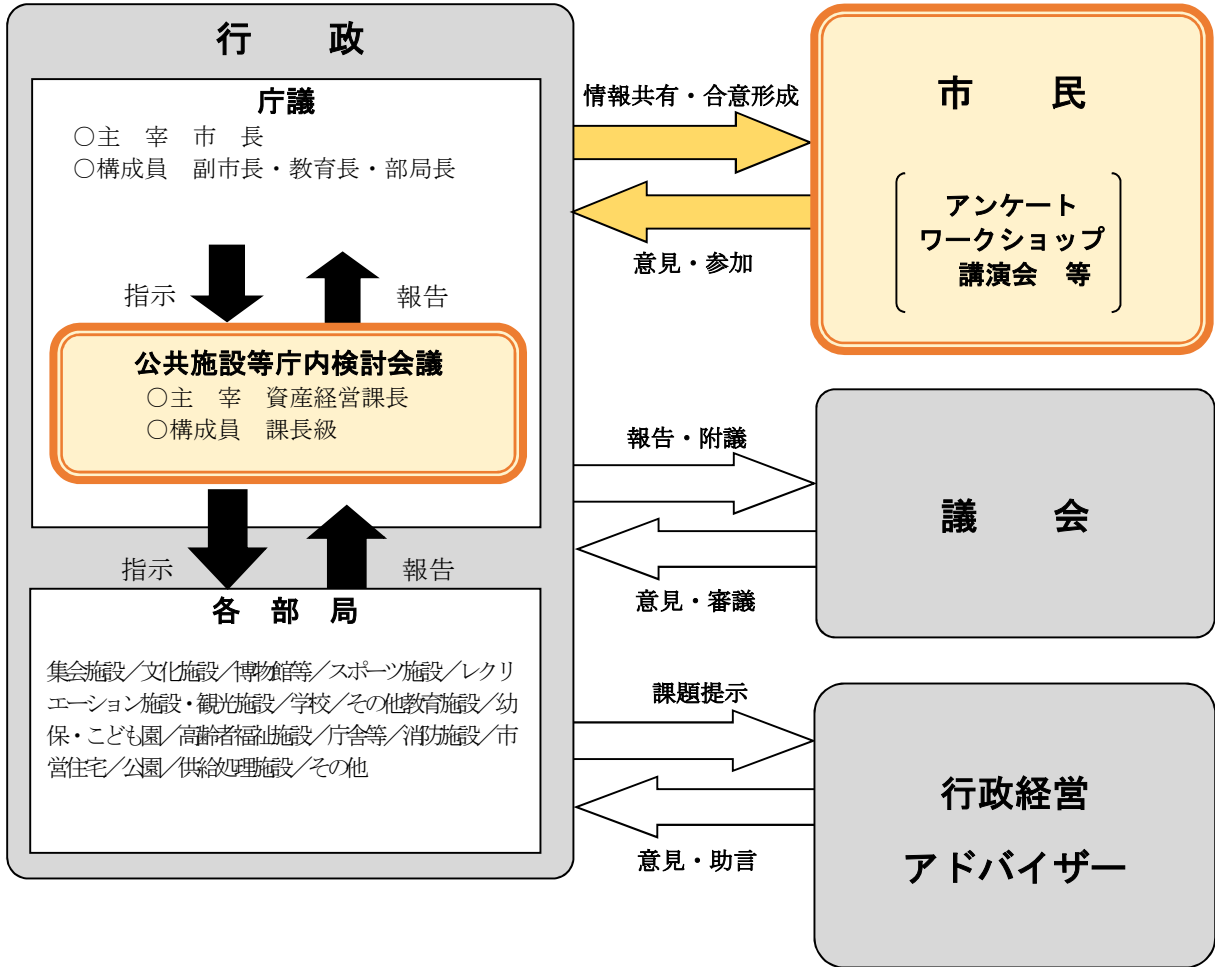 行　政
庁議
○主　宰　市　長
○構成員　副市長・教育長・部局長
指示
報告
公共施設等庁内検討会議
○主　宰　資産経営課長
○構成員　課長級
指示
報告
各　部　局
集会施設／文化施設／博物館等／スポーツ施設／レクリ
エーション施設・観光施設／学校／その他教育施設／幼
保・こども園／高齢者福祉施設／庁舎等／消防施設／市
営住宅／公園／供給処理施設／その他
情報共有・合意形成
意見・参加
市　民
アンケート
ワークショップ
講演会　等
報告・附議
意見・審議
議　会
課題提示
意見・助言
行政経営
アドバイザー